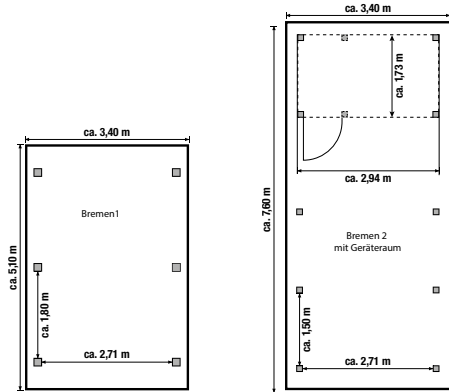 ca. 3,40 m
ca. 5,10 m
Bremen1
ca. 1,80 m
ca. 2,71 m
ca. 3,40 m
ca. 1,73 m
ca. 2,94 m
ca. 7,60 m
Bremen 2
mit Geräteraum
ca. 1,50 m
ca. 2,71 m